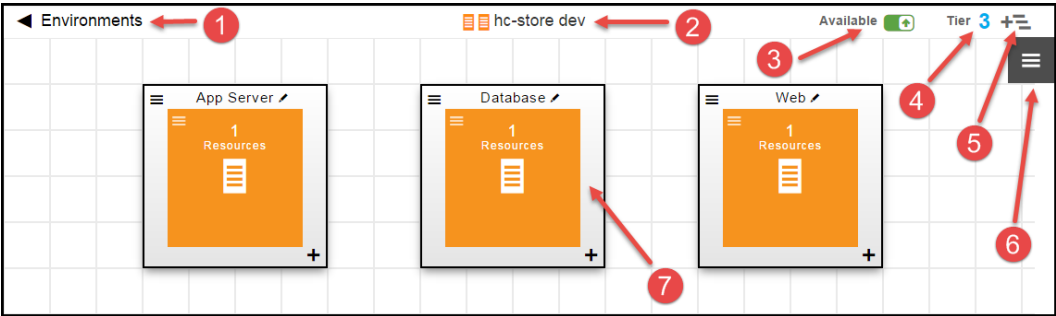 Environments
1
hc-store dev
2
Available
Tier 3
3
4
5
6
App Server
1
Resources
Database
1
Resources
Web
1
Resources
7